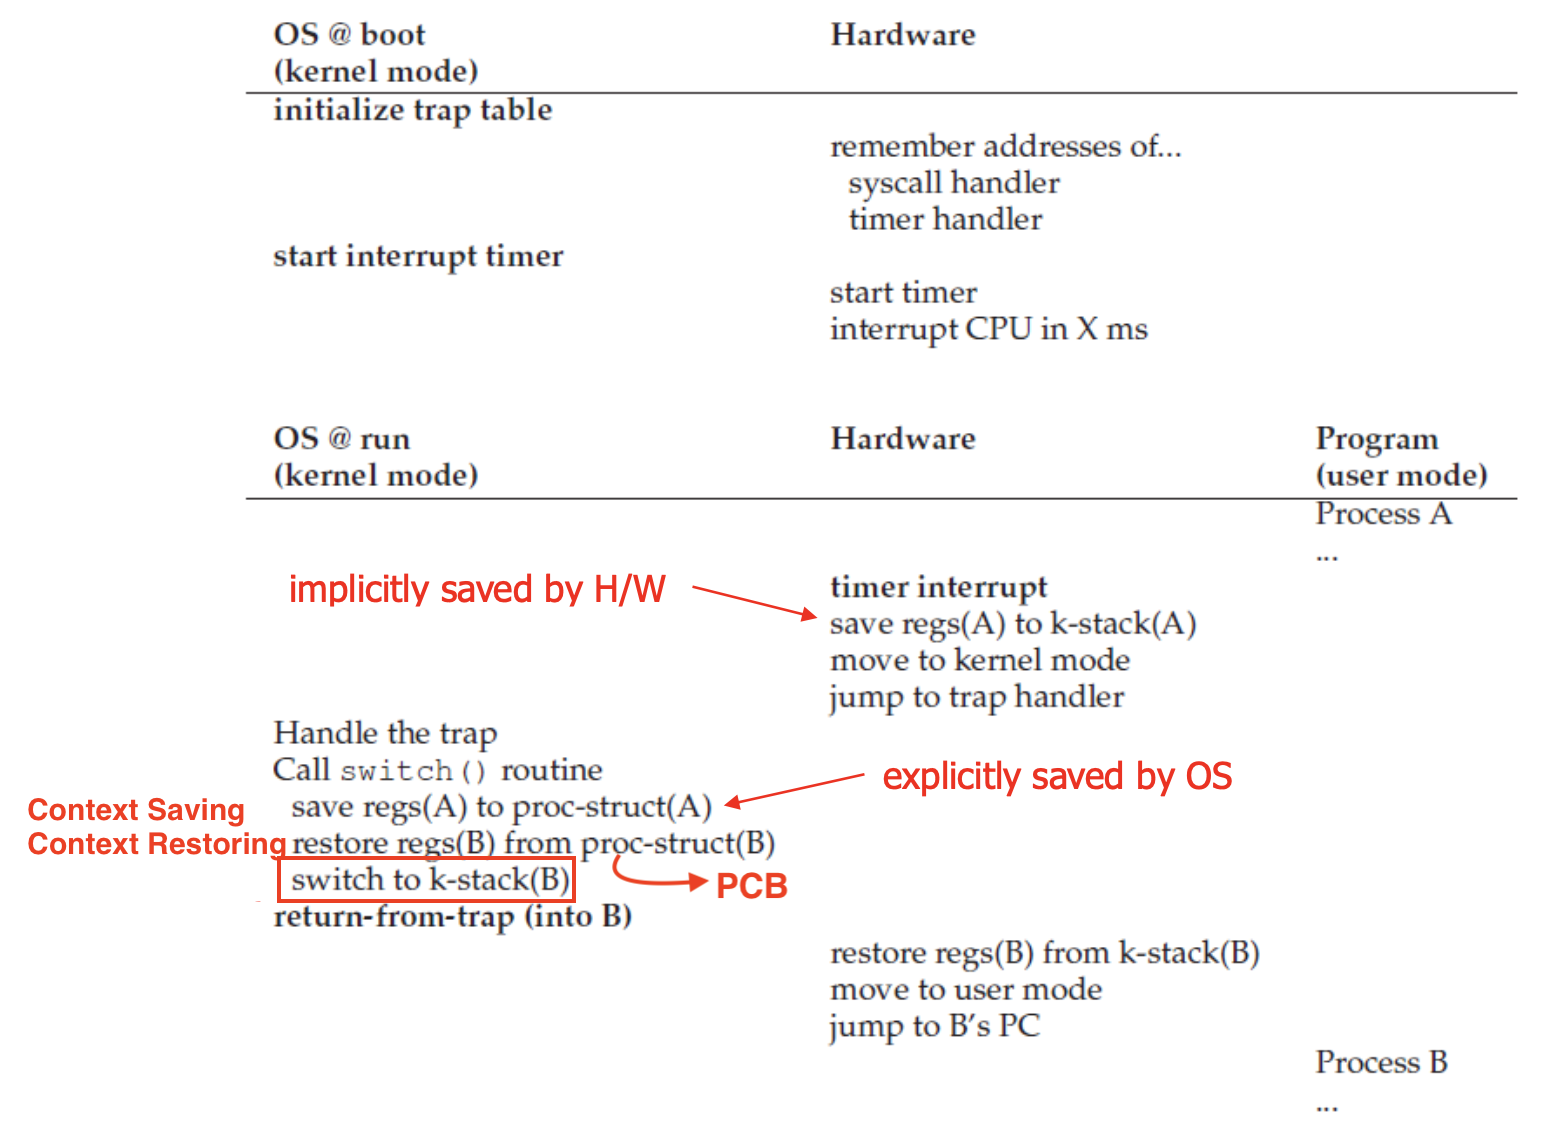 OS @ boot
(kernel mode)
Hardware
initialize trap table
remember addresses of...
syscall handler
timer handler
start interrupt timer
start timer
interrupt CPU in X ms
OS @ run
(kernel mode)
Hardware
Program
(user mode)
Process A
...
implicitly saved by H/W
timer interrupt
save regs(A) to k-stack(A)
move to kernel mode
jump to trap handler
Handle the trap
Call switch() routine
explicitly saved by OS
Context Saving
save regs(A) to proc-struct(A)
Context Restoring
restore regs(B) from proc-struct(B)
switch to k-stack(B)
PCB
return-from-trap (into B)
restore regs(B) from k-stack(B)
move to user mode
jump to B's PC
Process B
...